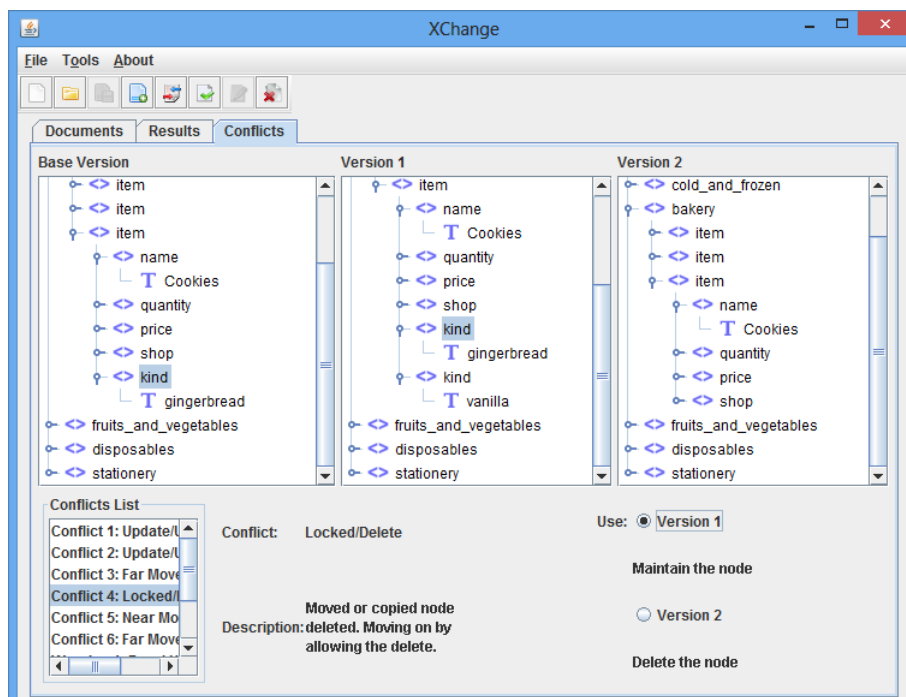 XChange
File Tools About
Documents Results Conflicts
Base Version
<> item
<> item
<> item
<> name
T Cookies
<> quantity
<> price
<> shop
<> kind
T gingerbread
<> fruits_and_vegetables
<> disposables
<> stationery
Version 1
<> item
<> name
T Cookies
<> quantity
<> price
<> shop
<> kind
T gingerbread
<> kind
T vanilla
<> fruits_and_vegetables
<> disposables
<> stationery
Version 2
<> cold_and_frozen
<> bakery
<> item
<> item
<> item
<> name
T Cookies
<> quantity
<> price
<> shop
<> fruits_and_vegetables
<> disposables
<> stationery
Conflicts List
Conflict 1: Update/
Conflict 2: Update/
Conflict 3: Far Move
Conflict 4: Locked/
Conflict 5: Near Mo
Conflict 6: Far Move
Conflict: Locked/Delete
Description: Moved or copied node
deleted. Moving on by
allowing the delete.
Use: Version 1
Maintain the node
Version 2
Delete the node